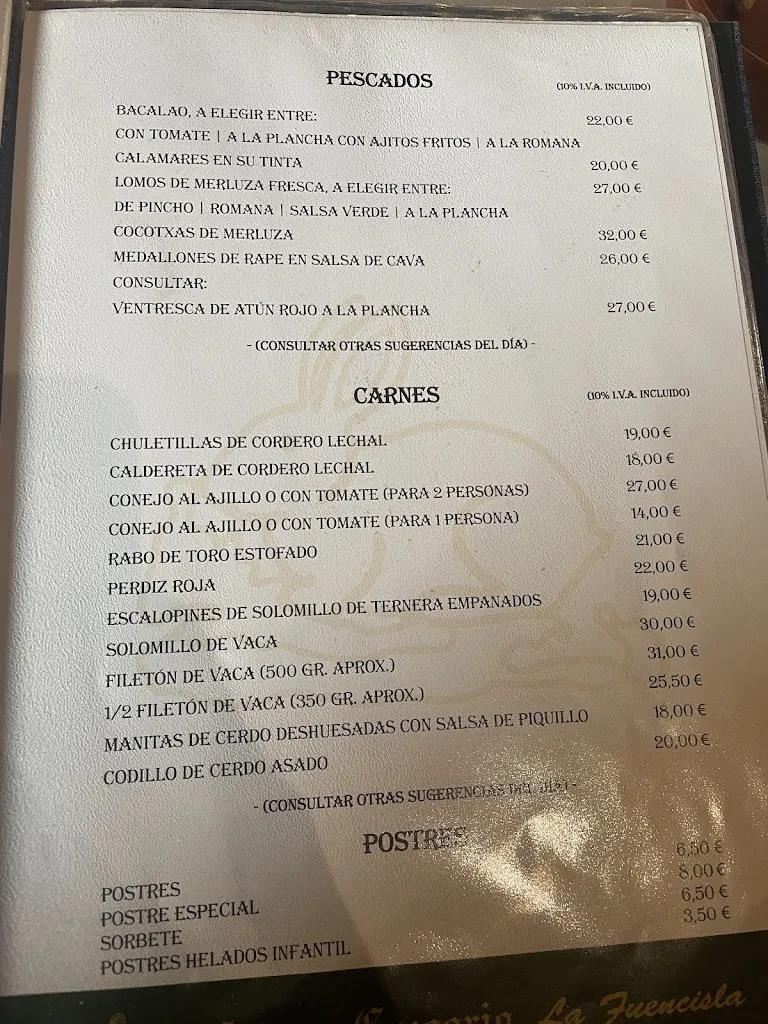 PESCADOS (10% I.V.A. INCLUIDO)
BACALAO, A ELEGIR ENTRE: 22,00 €
CON TOMATE | A LA PLANCHA CON AJITOS FRITOS | A LA ROMANA
CALAMARES EN SU TINTA 20,00 €
LOMOS DE MERLUZA FRESCA, A ELEGIR ENTRE: 27,00 €
DE PINCHO | ROMANA | SALSA VERDE | A LA PLANCHA
COCOTXAS DE MERLUZA 32,00 €
MEDALLONES DE RAPE EN SALSA DE CAVA 26,00 €
CONSULTAR:
VENTRESCA DE ATÚN ROJO A LA PLANCHA 27,00 €
- (CONSULTAR OTRAS SUGERENCIAS DEL DÍA) -
CARNES (10% I.V.A. INCLUIDO)
CHULETILLAS DE CORDERO LECHAL 19,00 €
CALDERETA DE CORDERO LECHAL 18,00 €
CONEJO AL AJILLO O CON TOMATE (PARA 2 PERSONAS) 27,00 €
CONEJO AL AJILLO O CON TOMATE (PARA 1 PERSONA) 14,00 €
RABO DE TORO ESTOFADO 21,00 €
PERDIZ ROJA 22,00 €
ESCALOPINES DE SOLOMILLO DE TERNERA EMPANADOS 19,00 €
SOLOMILLO DE VACA 30,00 €
FILETÓN DE VACA (500 GR. APROX.) 31,00 €
1/2 FILETÓN DE VACA (350 GR. APROX.) 25,50 €
MANITAS DE CERDO DESHUESADAS CON SALSA DE PIQUILLO 18,00 €
CODILLO DE CERDO ASADO 20,00 €
- (CONSULTAR OTRAS SUGERENCIAS DEL DÍA) -
POSTRES
POSTRES 6,50 €
POSTRE ESPECIAL 8,00 €
SORBETE 6,50 €
POSTRES HELADOS INFANTIL 3,50 €
La Fuencisla